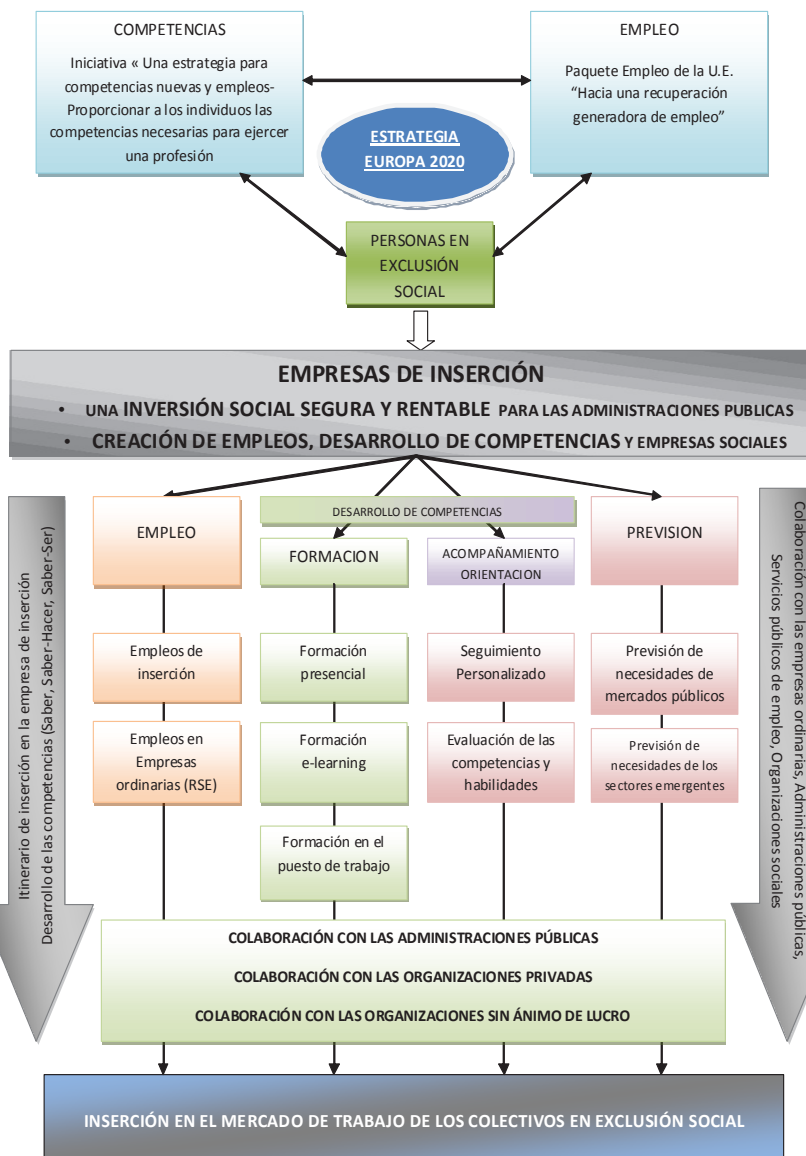 COMPETENCIAS
Iniciativa « Una estrategia para
competencias nuevas y empleos-
Proporcionar a los individuos las
competencias necesarias para ejercer
una profesión
EMPLEO
Paquete Empleo de la U.E.
“Hacia una recuperación
generadora de empleo”
ESTRATEGIA
EUROPA 2020
PERSONAS EN
EXCLUSIÓN
SOCIAL
EMPRESAS DE INSERCIÓN
• UNA INVERSIÓN SOCIAL SEGURA Y RENTABLE PARA LAS ADMINISTRACIONES PUBLICAS
• CREACIÓN DE EMPLEOS, DESARROLLO DE COMPETENCIAS Y EMPRESAS SOCIALES
Itinerario de inserción en la empresa de inserción
Desarrollo de las competencias (Saber, Saber-Hacer, Saber-Ser)
EMPLEO
Empleos de
inserción
Empleos en
Empresas
ordinarias (RSE)
DESARROLLO DE COMPETENCIAS
FORMACION
Formación
presencial
Formación
e-learning
Formación en el
puesto de trabajo
ACOMPAÑAMIENTO
ORIENTACION
Seguimiento
Personalizado
Evaluación de las
competencias y
habilidades
PREVISION
Previsión de
necesidades de
mercados públicos
Previsión de
necesidades de los
sectores emergentes
Colaboración con las empresas ordinarias, Administraciones públicas,
Servicios públicos de empleo, Organizaciones sociales
COLABORACIÓN CON LAS ADMINISTRACIONES PÚBLICAS
COLABORACIÓN CON LAS ORGANIZACIONES PRIVADAS
COLABORACIÓN CON LAS ORGANIZACIONES SIN ÁNIMO DE LUCRO
INSERCIÓN EN EL MERCADO DE TRABAJO DE LOS COLECTIVOS EN EXCLUSIÓN SOCIAL